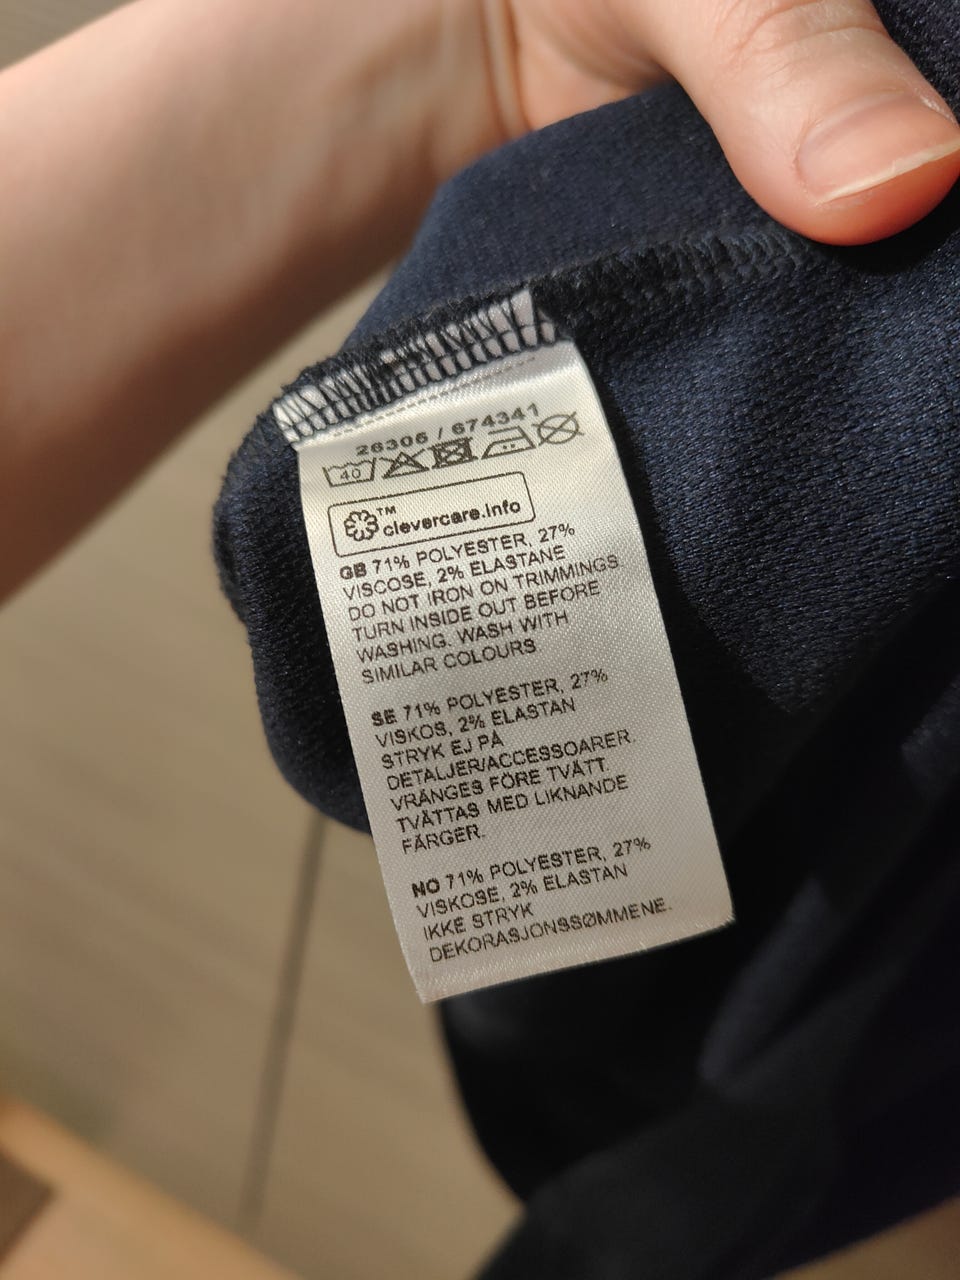 26306 / 674341
40
™
clevercare.info
GB 71% POLYESTER, 27%
VISCOSE, 2% ELASTANE
DO NOT IRON ON TRIMMINGS
TURN INSIDE OUT BEFORE
WASHING. WASH WITH
SIMILAR COLOURS
SE 71% POLYESTER, 27%
VISKOS, 2% ELASTAN
STRYK EJ PÅ
DETALJER/ACCESSOARER.
VRÄNGES FÖRE TVÄTT.
TVÄTTAS MED LIKNANDE
FÄRGER.
NO 71% POLYESTER, 27%
VISKOSE, 2% ELASTAN
IKKE STRYK
DEKORASJONSSØMMENE.